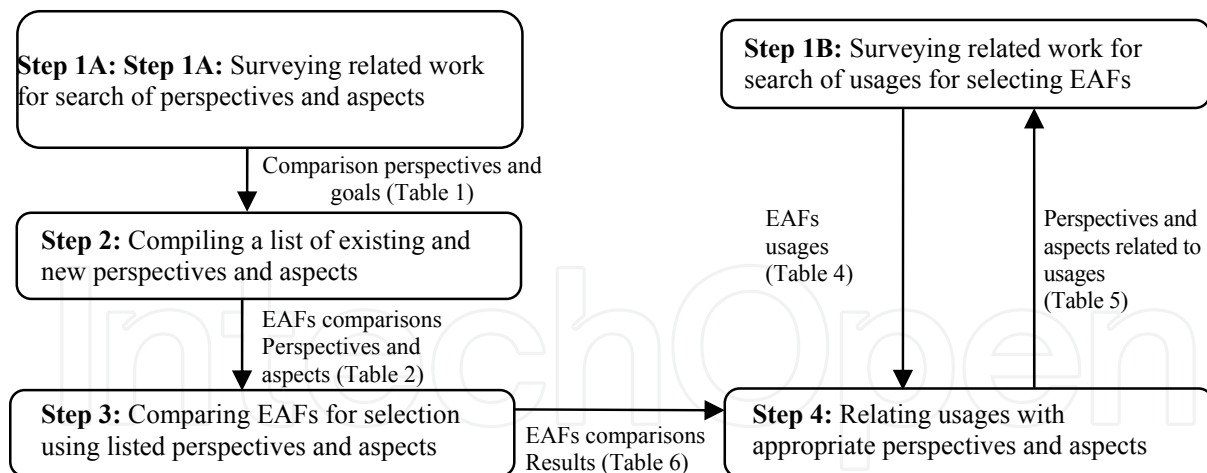 Step 1A: Step 1A: Surveying related work
for search of perspectives and aspects
Comparison perspectives and
goals (Table 1)
Step 2: Compiling a list of existing and
new perspectives and aspects
EAFs comparisons
Perspectives and
aspects (Table 2)
Step 3: Comparing EAFs for selection
using listed perspectives and aspects
EAFs comparisons
Results (Table 6)
Step 1B: Surveying related work for
search of usages for selecting EAFs
EAFs
usages
(Table 4)
Perspectives and
aspects related to
usages
(Table 5)
Step 4: Relating usages with
appropriate perspectives and aspects
IntechOpen